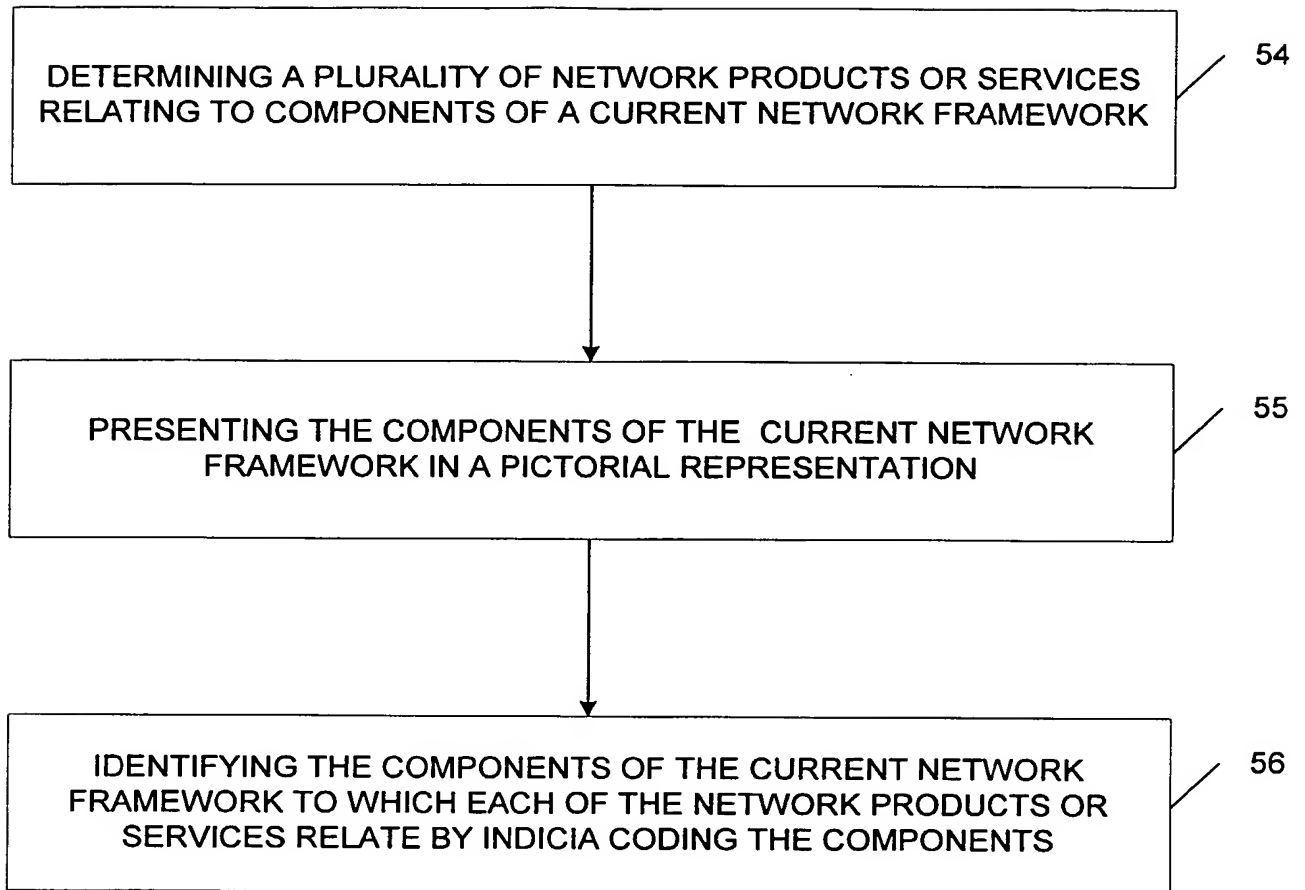 DETERMINING A PLURALITY OF NETWORK PRODUCTS OR SERVICES
RELATING TO COMPONENTS OF A CURRENT NETWORK FRAMEWORK
54
PRESENTING THE COMPONENTS OF THE CURRENT NETWORK
FRAMEWORK IN A PICTORIAL REPRESENTATION
55
IDENTIFYING THE COMPONENTS OF THE CURRENT NETWORK
FRAMEWORK TO WHICH EACH OF THE NETWORK PRODUCTS OR
SERVICES RELATE BY INDICIA CODING THE COMPONENTS
56